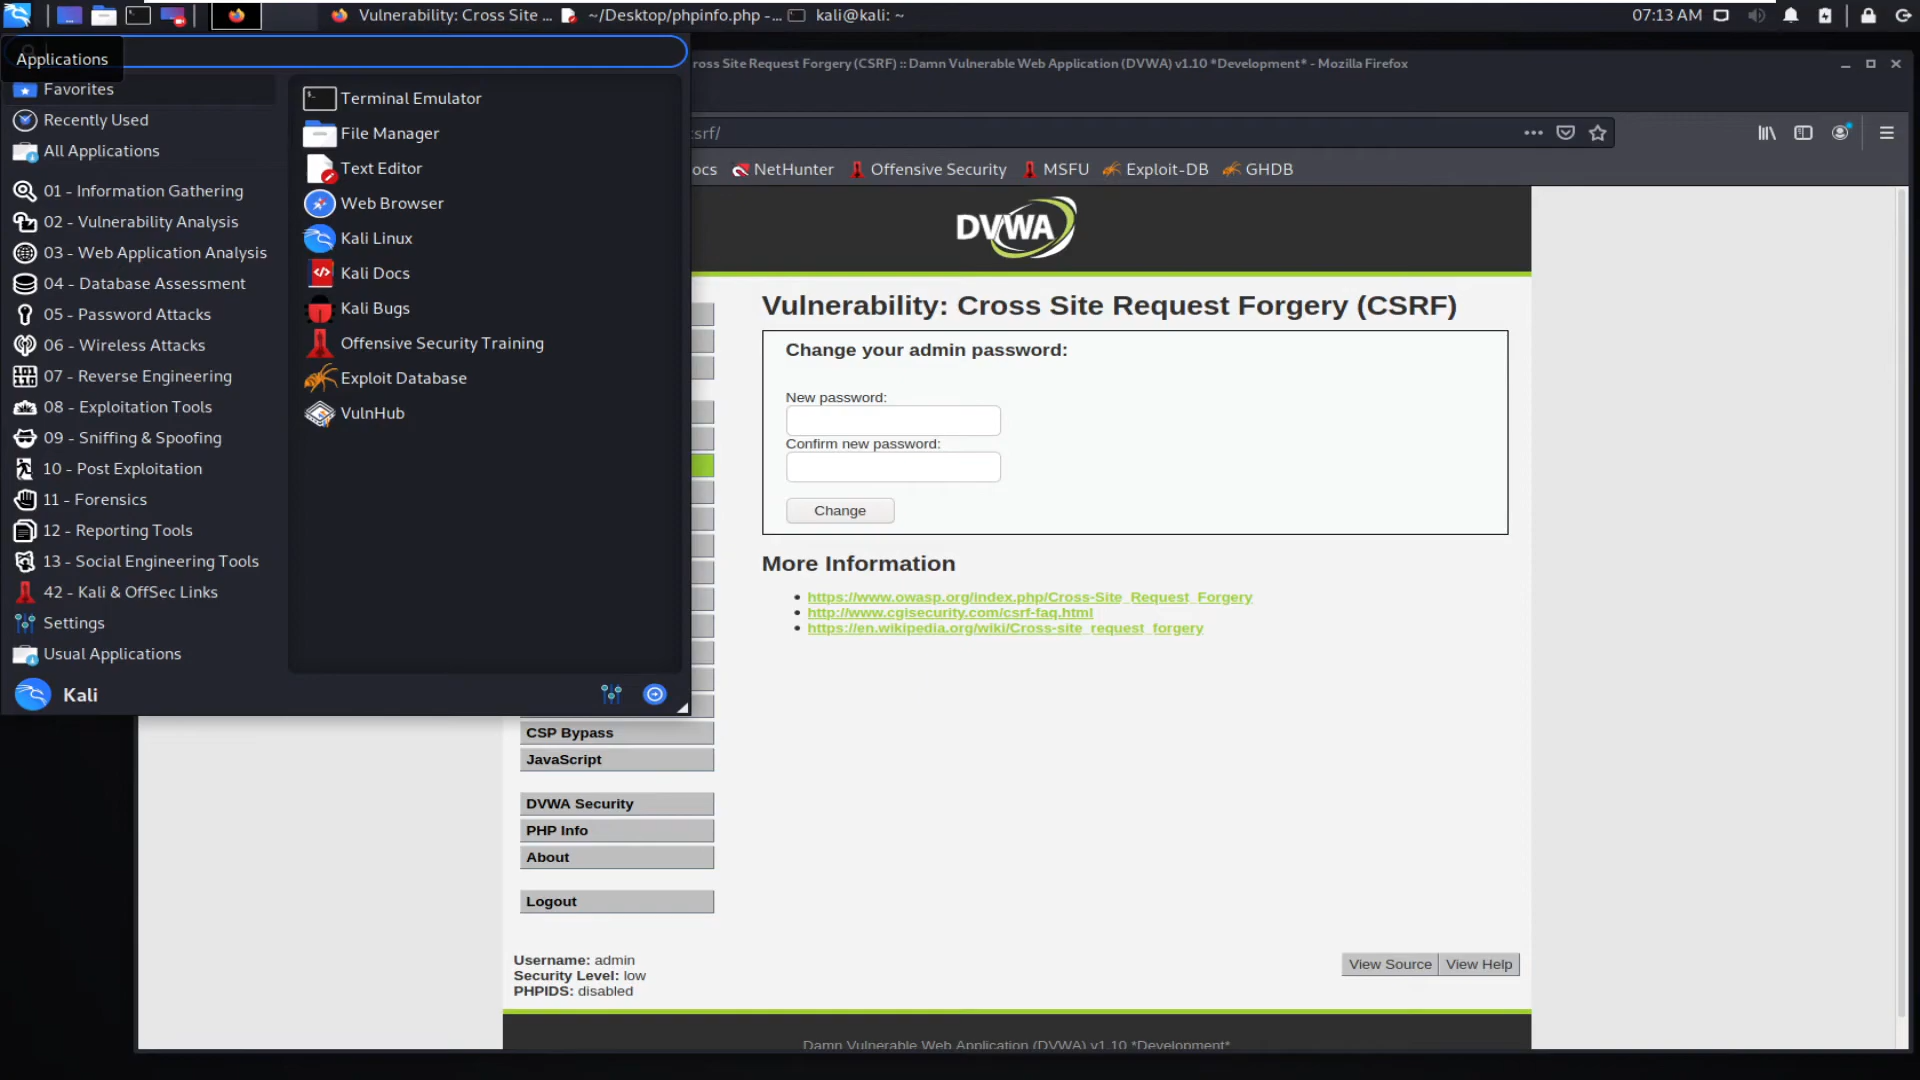 Vulnerability: Cross Site ...
~/Desktop/phpinfo.php -...
kali@kali: ~
07:13 AM
Applications
Favorites
Recently Used
All Applications
01 - Information Gathering
02 - Vulnerability Analysis
03 - Web Application Analysis
04 - Database Assessment
05 - Password Attacks
06 - Wireless Attacks
07 - Reverse Engineering
08 - Exploitation Tools
09 - Sniffing & Spoofing
10 - Post Exploitation
11 - Forensics
12 - Reporting Tools
13 - Social Engineering Tools
42 - Kali & OffSec Links
Settings
Usual Applications
Kali
Terminal Emulator
File Manager
Text Editor
Web Browser
Kali Linux
Kali Docs
Kali Bugs
Offensive Security Training
Exploit Database
VulnHub
ross Site Request Forgery (CSRF) :: Damn Vulnerable Web Application (DVWA) v1.10 *Development* - Mozilla Firefox
srf/
ocs
NetHunter
Offensive Security
MSFU
Exploit-DB
GHDB
DVWA
Vulnerability: Cross Site Request Forgery (CSRF)
Change your admin password:
New password:
Confirm new password:
Change
More Information
https://www.owasp.org/index.php/Cross-Site_Request_Forgery
http://www.cgisecurity.com/csrf-faq.html
https://en.wikipedia.org/wiki/Cross-site_request_forgery
CSP Bypass
JavaScript
DVWA Security
PHP Info
About
Logout
Username: admin
Security Level: low
PHPIDS: disabled
View Source
View Help
Damn Vulnerable Web Application (DVWA) v1.10 *Development*